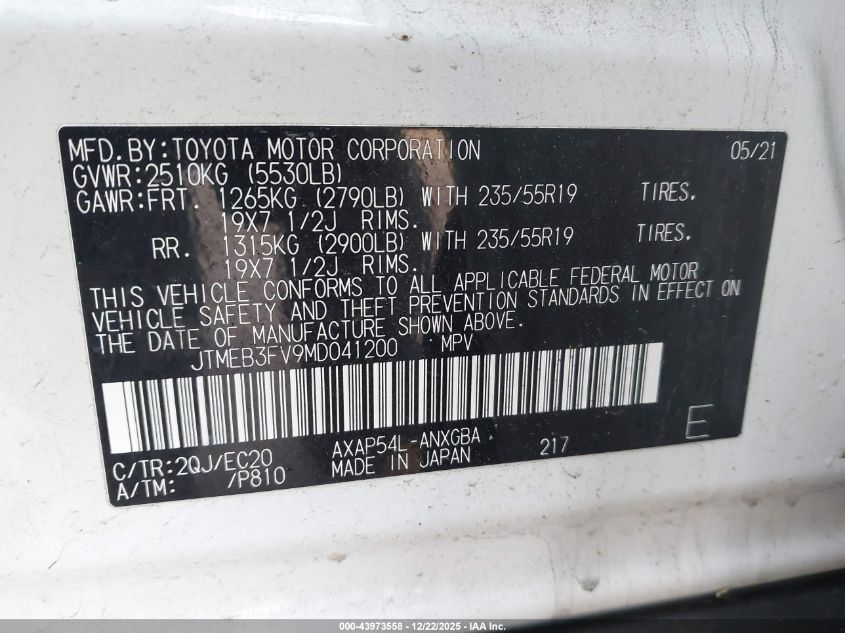 MFD.BY:TOYOTA MOTOR CORPORATION 05/21
GVWR:2510KG (5530LB)
GAWR:FRT. 1265KG (2790LB) WITH 235/55R19 TIRES.
19X7 1/2J RIMS.
RR. 1315KG (2900LB) WITH 235/55R19 TIRES.
19X7 1/2J RIMS.
THIS VEHICLE CONFORMS TO ALL APPLICABLE FEDERAL MOTOR
VEHICLE SAFETY AND THEFT PREVENTION STANDARDS IN EFFECT ON
THE DATE OF MANUFACTURE SHOWN ABOVE.
JTMEB3FV9MD041200 MPV
C/TR:2QJ/EC20 AXAP54L-ANXGBA 217 E
A/TM: /P810 MADE IN JAPAN
000-43973558 - 12/22/2025 - IAA Inc.